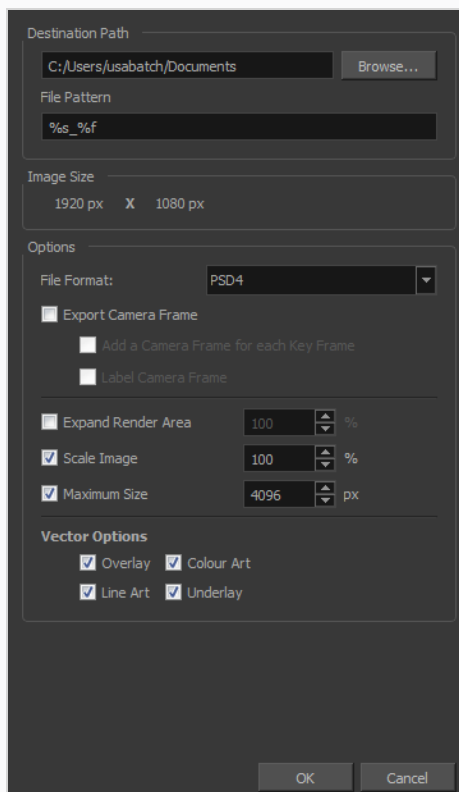 Destination Path
C:/Users/usabatch/Documents Browse...
File Pattern
%s_%f
Image Size
1920 px X 1080 px
Options
File Format: PSD4
Export Camera Frame
Add a Camera Frame for each Key Frame
Label Camera Frame
Expand Render Area 100 %
Scale Image 100 %
Maximum Size 4096 px
Vector Options
Overlay Colour Art
Line Art Underlay
OK Cancel